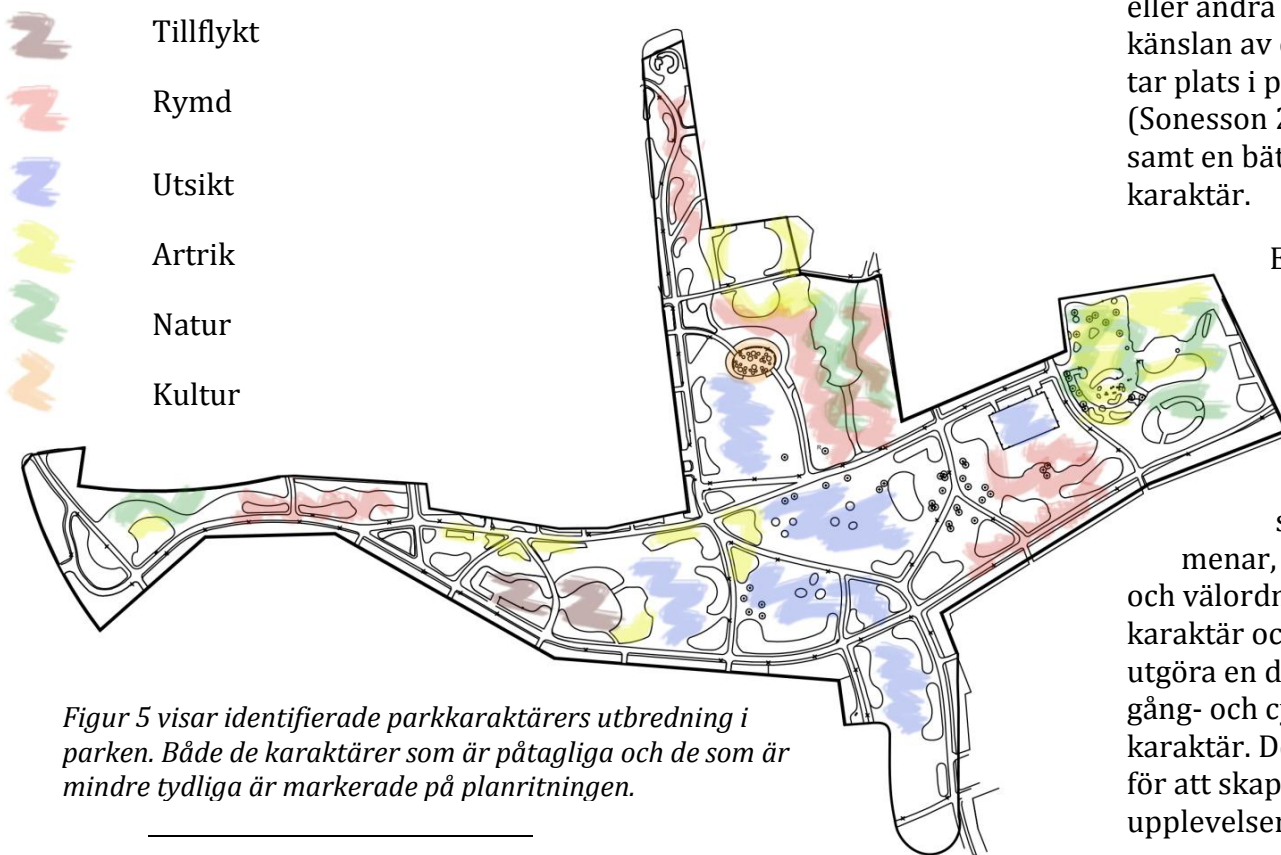 Tillflykt
Rymd
Utsikt
Artrik
Natur
Kultur
Figur 5 visar identifierade parkkaraktärers utbredning i
parken. Både de karaktärer som är påtagliga och de som är
mindre tydliga är markerade på planritningen.
eller andra
känslan av
tar plats i p
(Sonesson 2
samt en bät
karaktär.
E
s
menar,
och välordn
karaktär oc
utgöra en d
gång- och cy
karaktär. De
för att skap
upplevelser